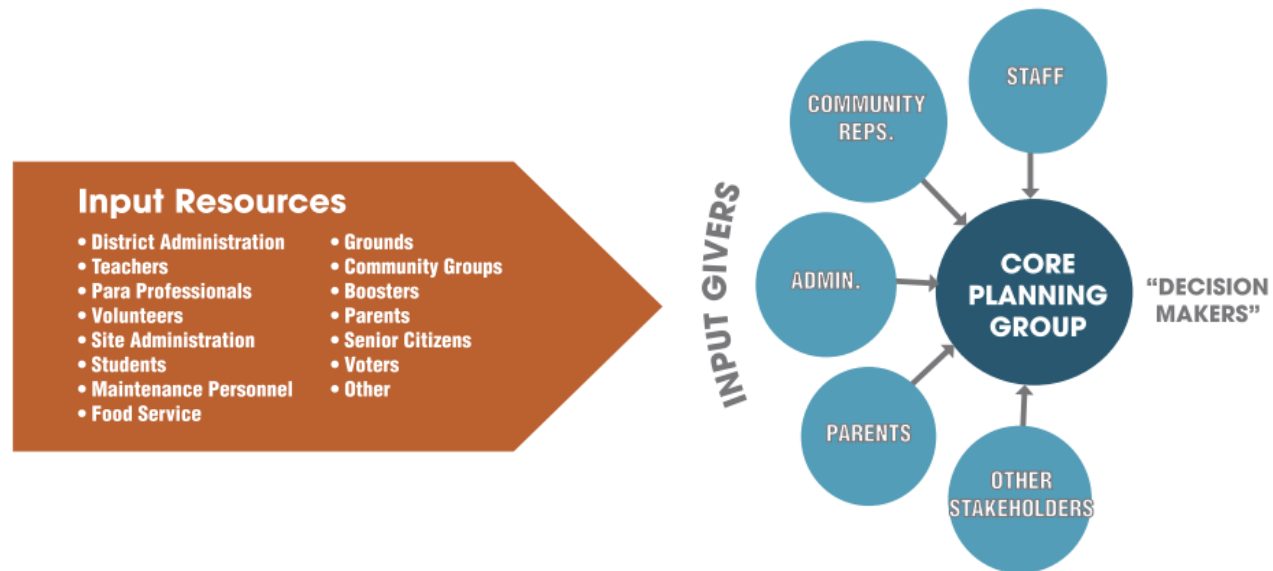 Input Resources
• District Administration
• Teachers
• Para Professionals
• Volunteers
• Site Administration
• Students
• Maintenance Personnel
• Food Service
• Grounds
• Community Groups
• Boosters
• Parents
• Senior Citizens
• Voters
• Other
INPUT GIVERS
COMMUNITY
REPS.
STAFF
ADMIN.
PARENTS
OTHER
STAKEHOLDERS
CORE
PLANNING
GROUP
“DECISION
MAKERS”